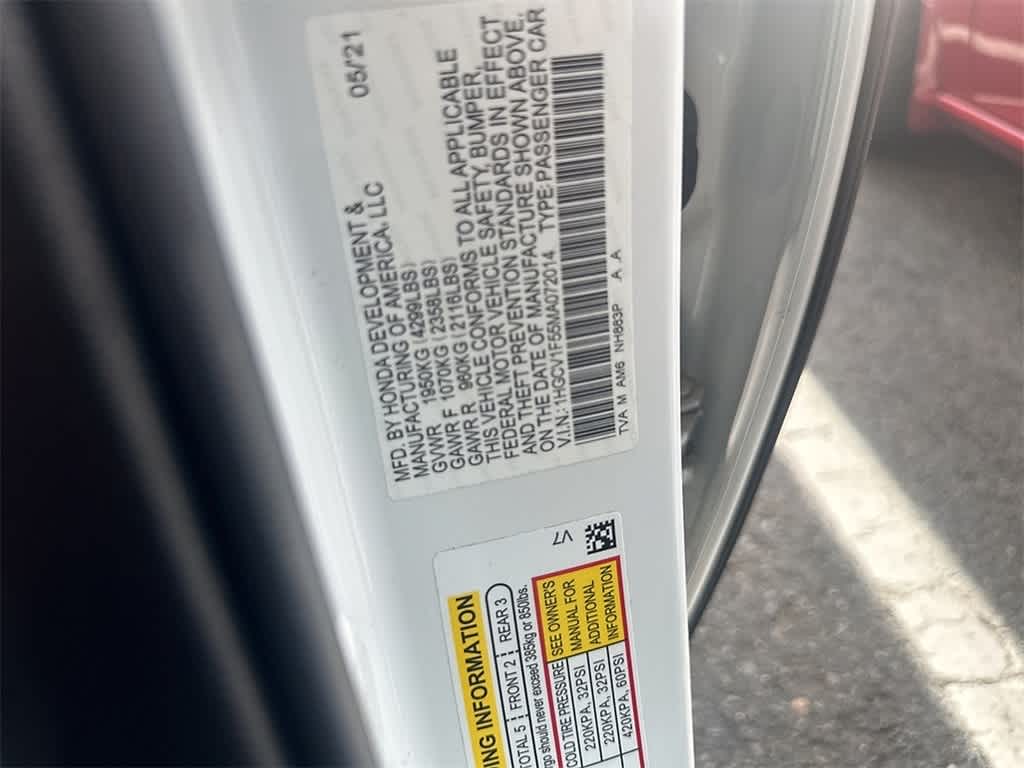 MFD. BY HONDA DEVELOPMENT & 05/21
MANUFACTURING OF AMERICA, LLC
GVWR 1950KG (4299LBS)
GAWR F 1070KG (2358LBS)
GAWR R 960KG (2116LBS)
THIS VEHICLE CONFORMS TO ALL APPLICABLE
FEDERAL MOTOR VEHICLE SAFETY, BUMPER,
AND THEFT PREVENTION STANDARDS IN EFFECT
ON THE DATE OF MANUFACTURE SHOWN ABOVE.
V.I.N.: 1HGCV1F55MA072014 TYPE:PASSENGER CAR
TVA M AM6 NH883P A A
V7
ING INFORMATION
TOTAL 5 FRONT 2 REAR 3
rgo should never exceed 385kg or 850lbs.
COLD TIRE PRESSURE
220KPA, 32PSI
220KPA, 32PSI
420KPA, 60PSI
SEE OWNER'S
MANUAL FOR
ADDITIONAL
INFORMATION